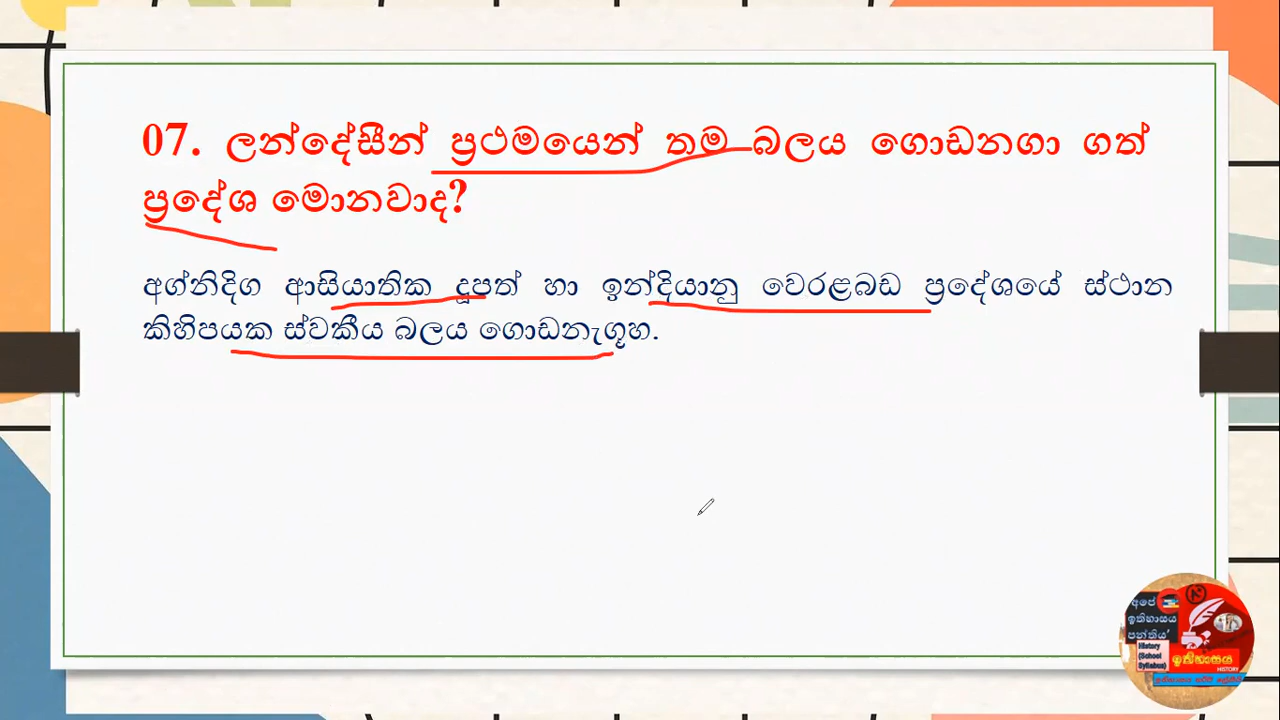 07. ලන්දේසීන් ප්‍රථමයෙන් තම බලය ගොඩනගා ගත්
ප්‍රදේශ මොනවාද?
අග්නිදිග ආසියාතික දූපත් හා ඉන්දියානු වෙරළබඩ ප්‍රදේශයේ ස්ථාන
කිහිපයක ස්වකීය බලය ගොඩනැගූහ.
අපේ
ඉතිහාසය
පන්තිය'
History
(School
Syllabus)
ඉතිහාසය
HISTORY